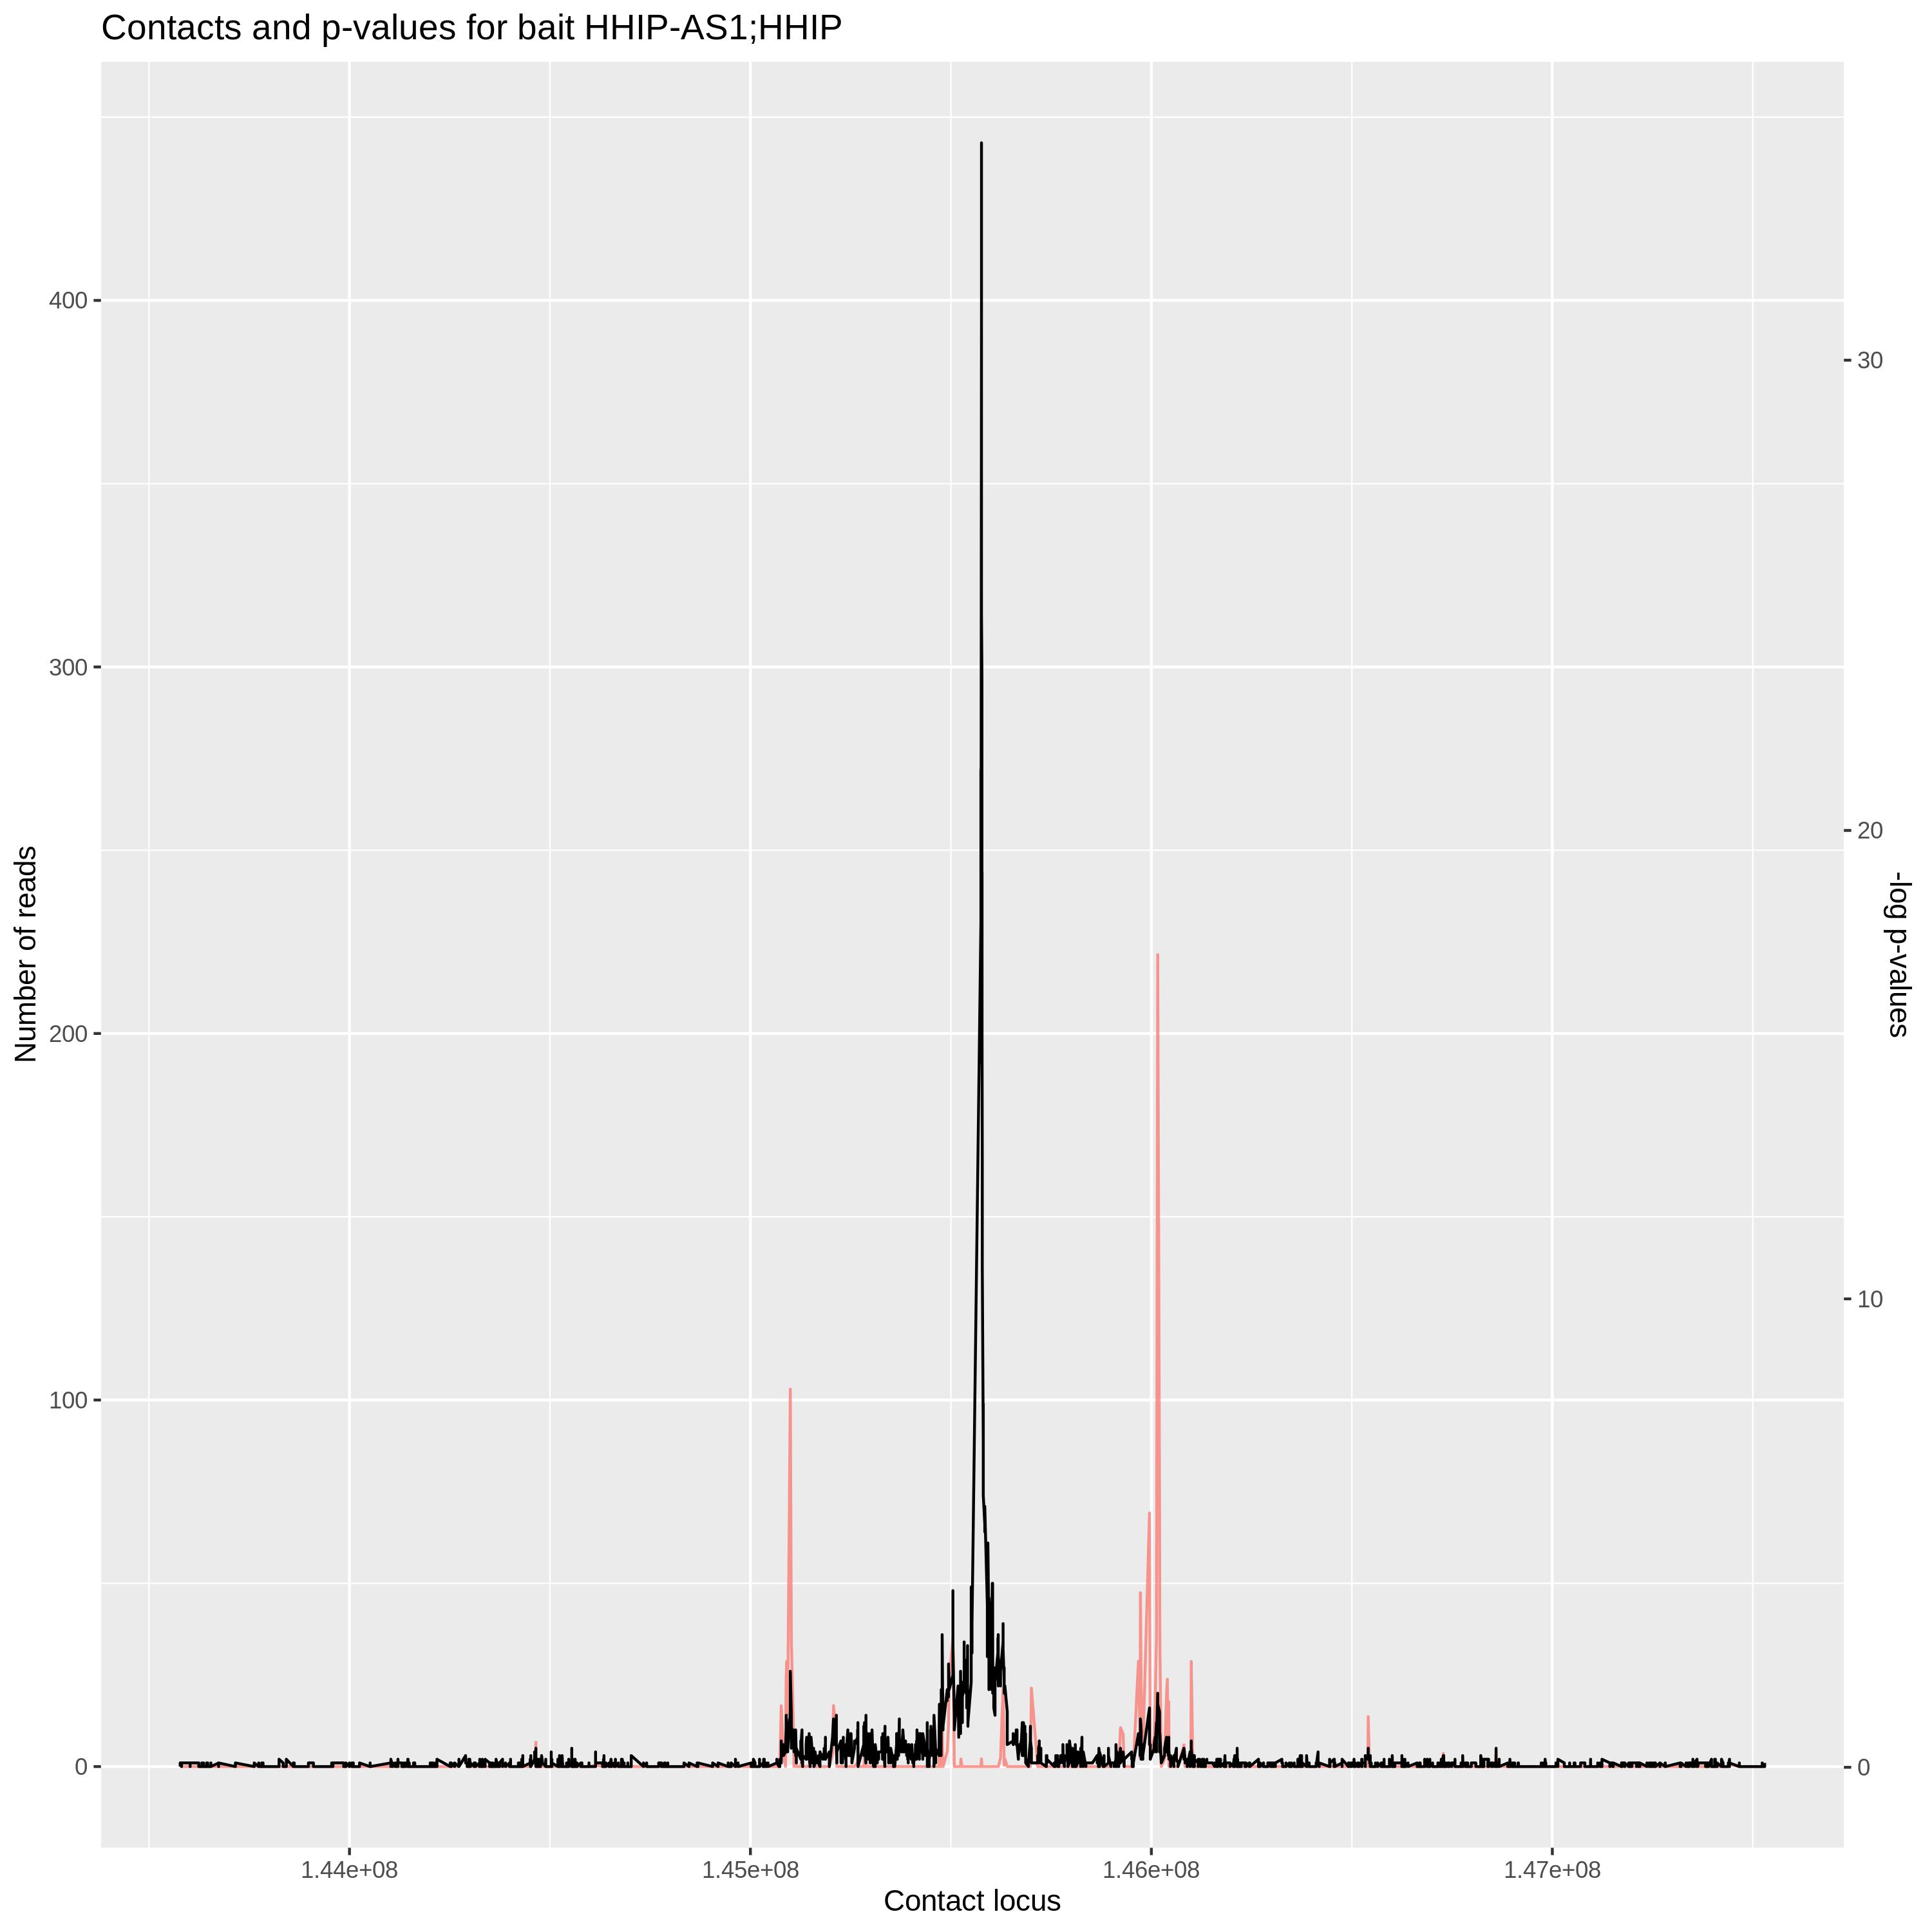 Contacts and p-values for bait HHIP-AS1;HHIP
400
300
200
100
0
Number of reads
30
20
10
0
-log p-values
1.44e+08
1.45e+08
1.46e+08
1.47e+08
Contact locus